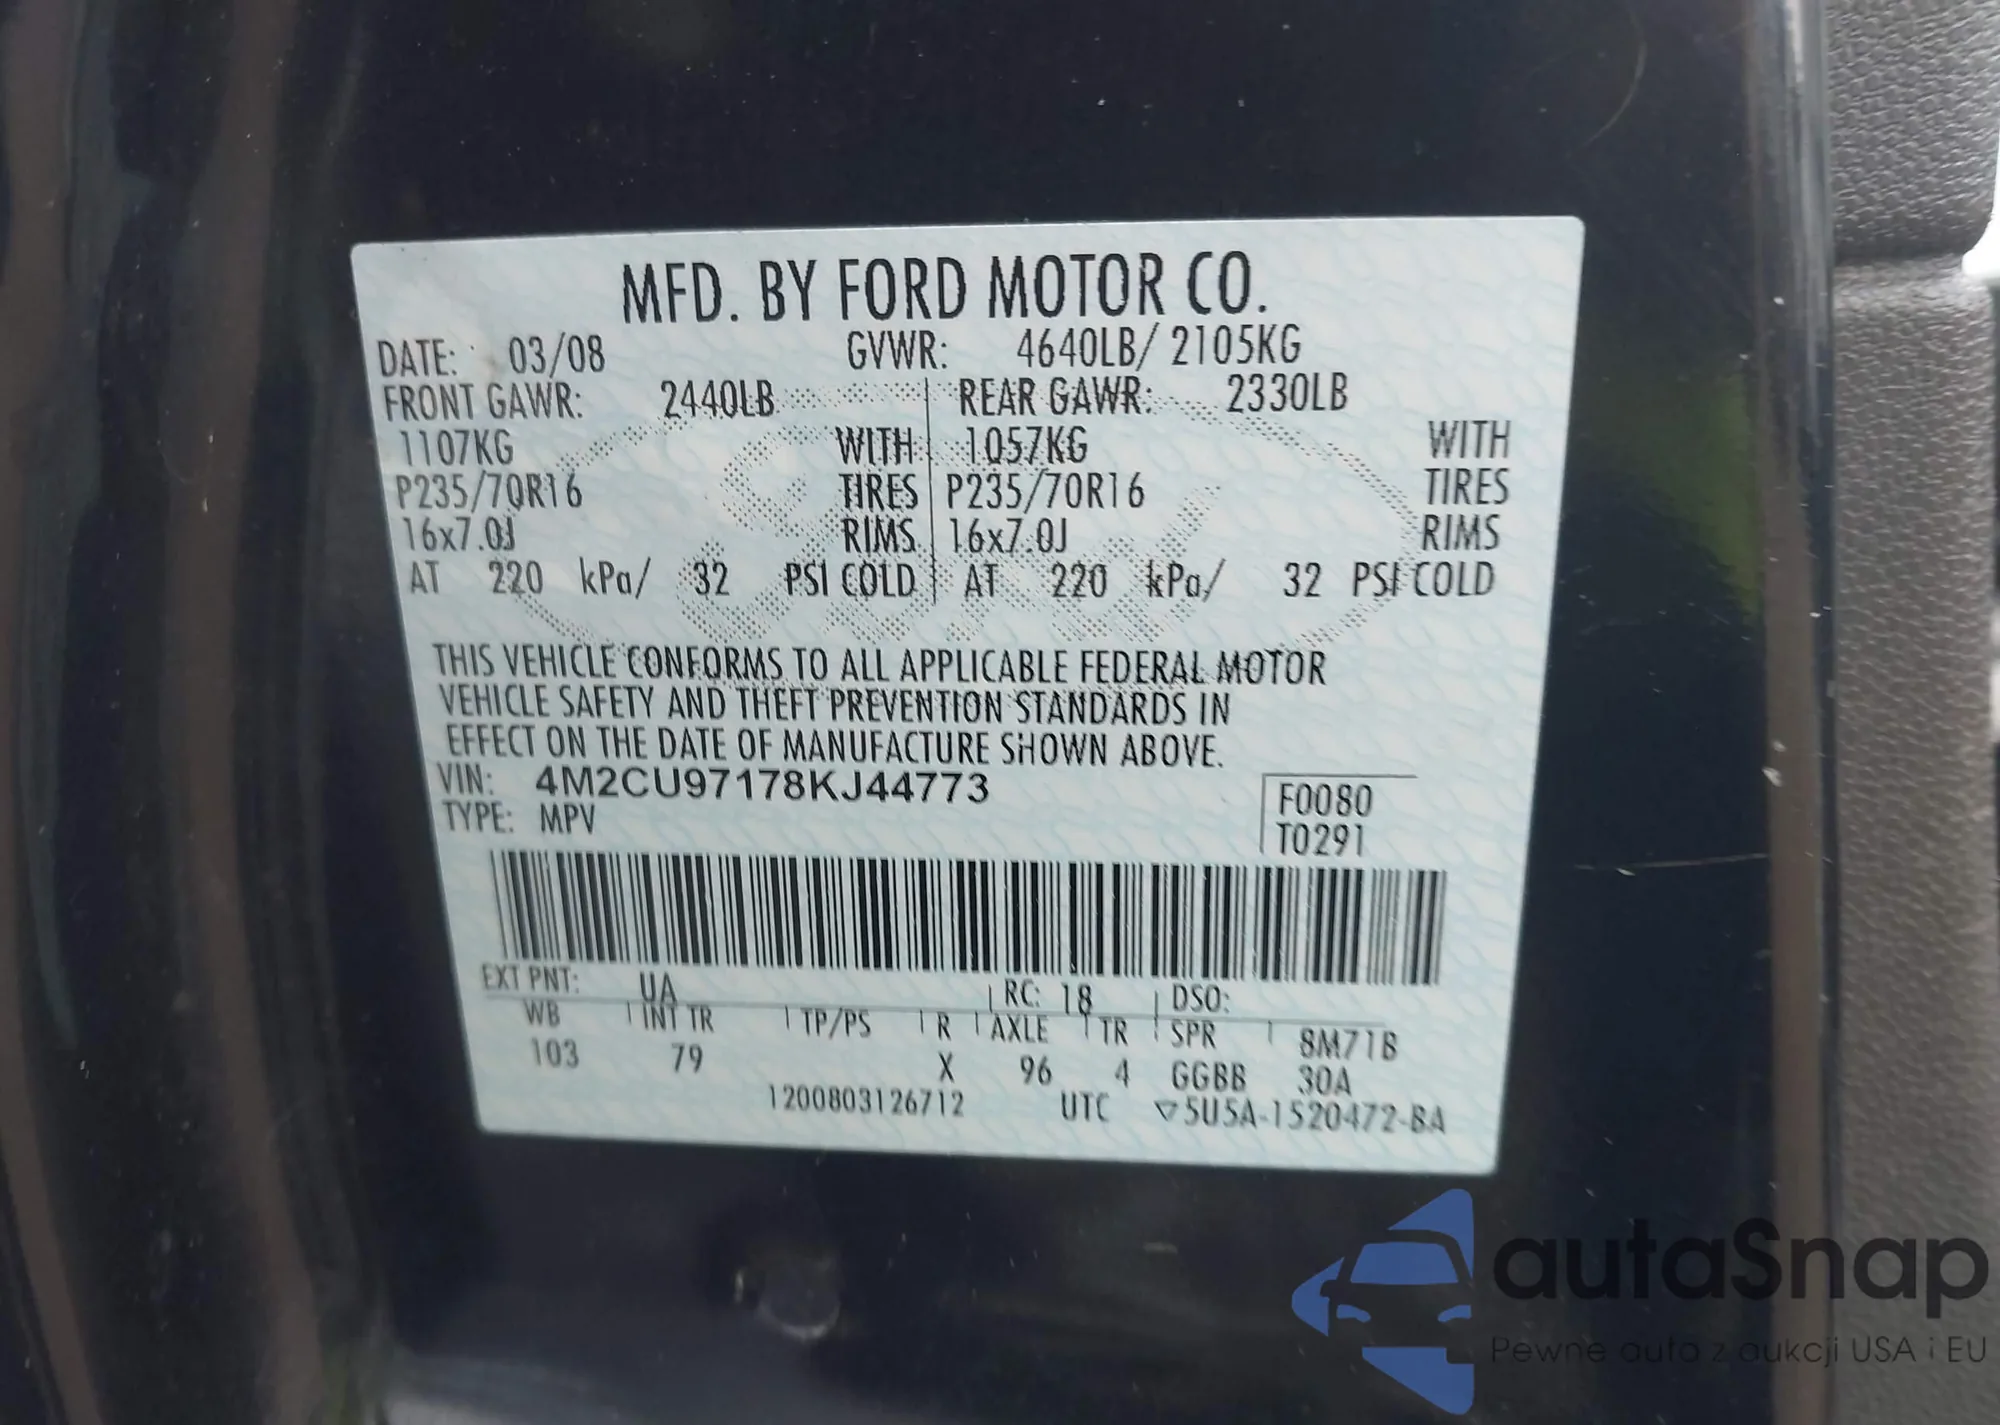 MFD. BY FORD MOTOR CO.
DATE: 03/08 GVWR: 4640LB/ 2105KG
FRONT GAWR: 2440LB REAR GAWR: 2330LB
1107KG WITH 1057KG WITH
P235/70R16 TIRES P235/70R16 TIRES
16x7.0J RIMS 16x7.0J RIMS
AT 220 kPa/ 32 PSI COLD AT 220 kPa/ 32 PSI COLD
THIS VEHICLE CONFORMS TO ALL APPLICABLE FEDERAL MOTOR
VEHICLE SAFETY AND THEFT PREVENTION STANDARDS IN
EFFECT ON THE DATE OF MANUFACTURE SHOWN ABOVE.
VIN: 4M2CU97178KJ44773
TYPE: MPV
F0080
T0291
EXT PNT: UA RC: 18 DSO:
WB INT TR TP/PS R AXLE TR SPR 8M71B
103 79 X 96 4 GGBB 30A
1200803126712 UTC ▽5U5A-1520472-BA
autaSnap
Pewne auto z aukcji USA i EU